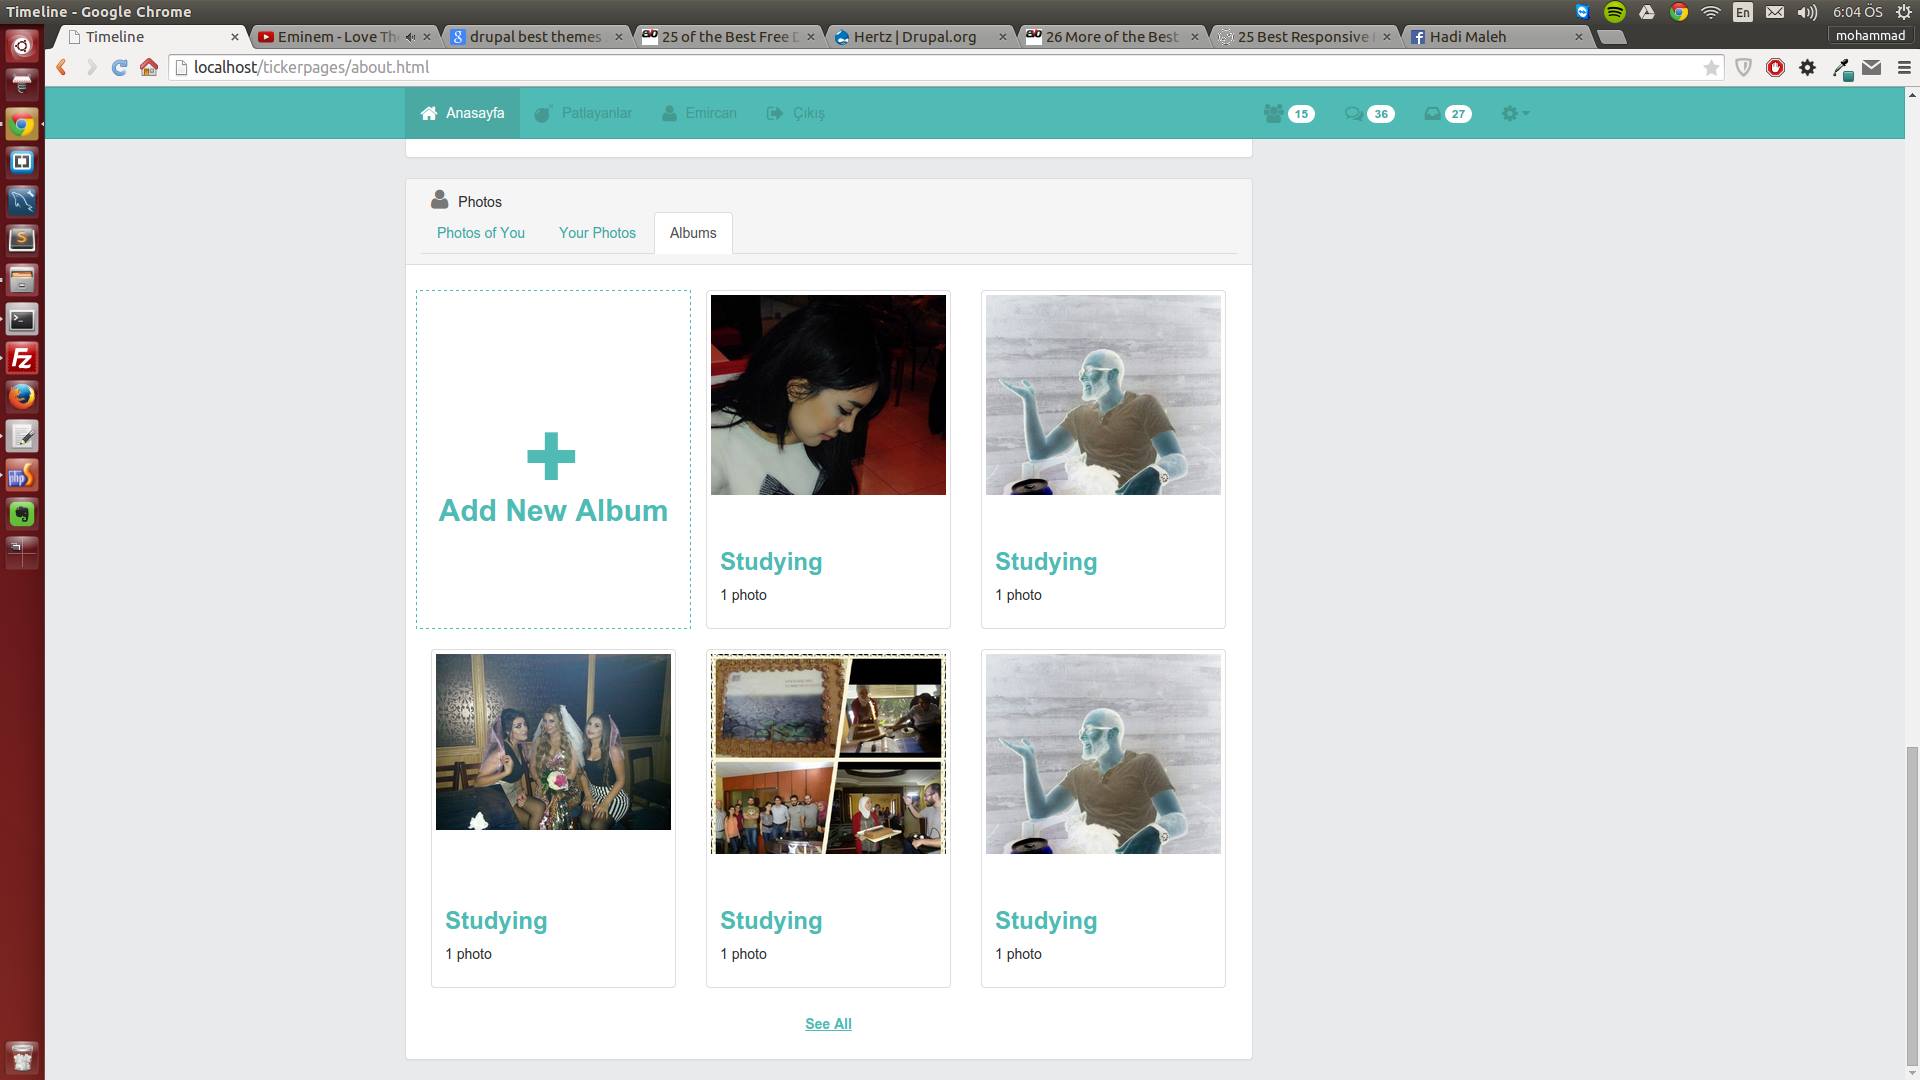 Timeline - Google Chrome
En
6:04 ÖS
Timeline
Eminem - Love Th
drupal best themes
25 of the Best Free D
Hertz | Drupal.org
26 More of the Best
25 Best Responsive
Hadi Maleh
mohammad
localhost/tickerpages/about.html
Anasayfa
Patlayanlar
Emircan
Çıkış
15
36
27
Photos
Photos of You
Your Photos
Albums
Add New Album
Studying
1 photo
Studying
1 photo
Studying
1 photo
Studying
1 photo
Studying
1 photo
See All